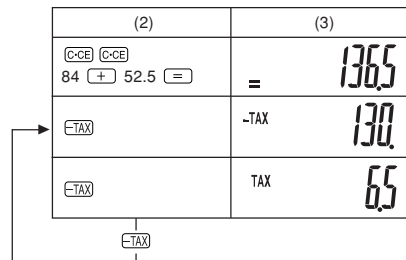 (2) (3)
C·CE C·CE
84 + 52.5 =
= 136.5
−TAX
−TAX 130.
−TAX
TAX 6.5
−TAX